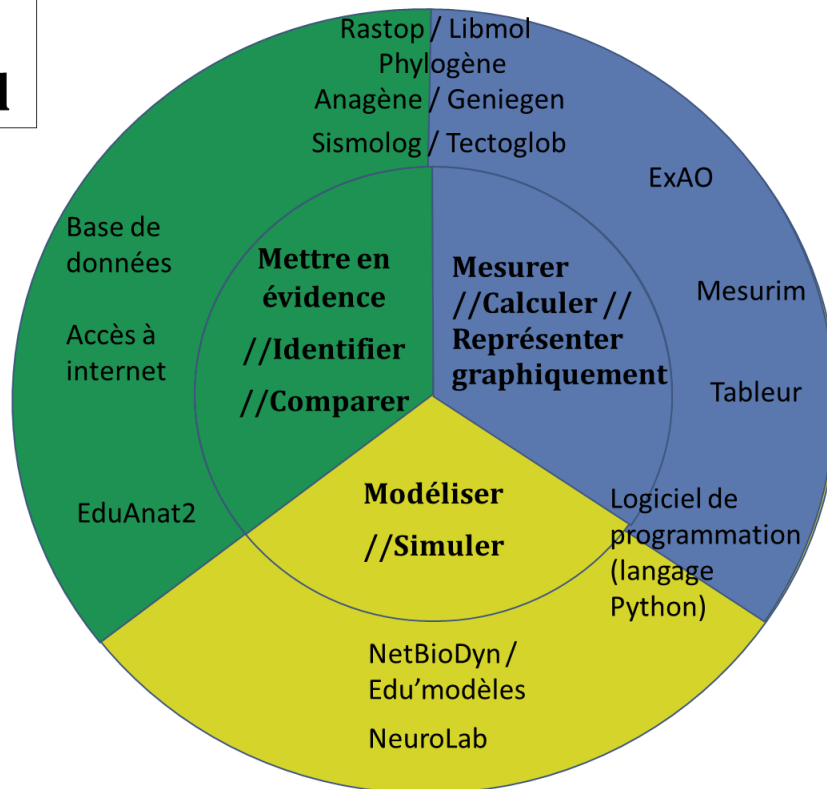 Rastop / Libmol
Phylogène
Anagène / Geniegen
Sismolog / Tectoglob
ExAO
Mesurim
Tableur
Logiciel de
programmation
(langage
Python)
Base de
données
Accès à
internet
EduAnat2
Mettre en
évidence
//Identifier
//Comparer
Mesurer
//Calculer //
Représenter
graphiquement
Modéliser
//Simuler
NetBioDyn /
Edu’modèles
NeuroLab